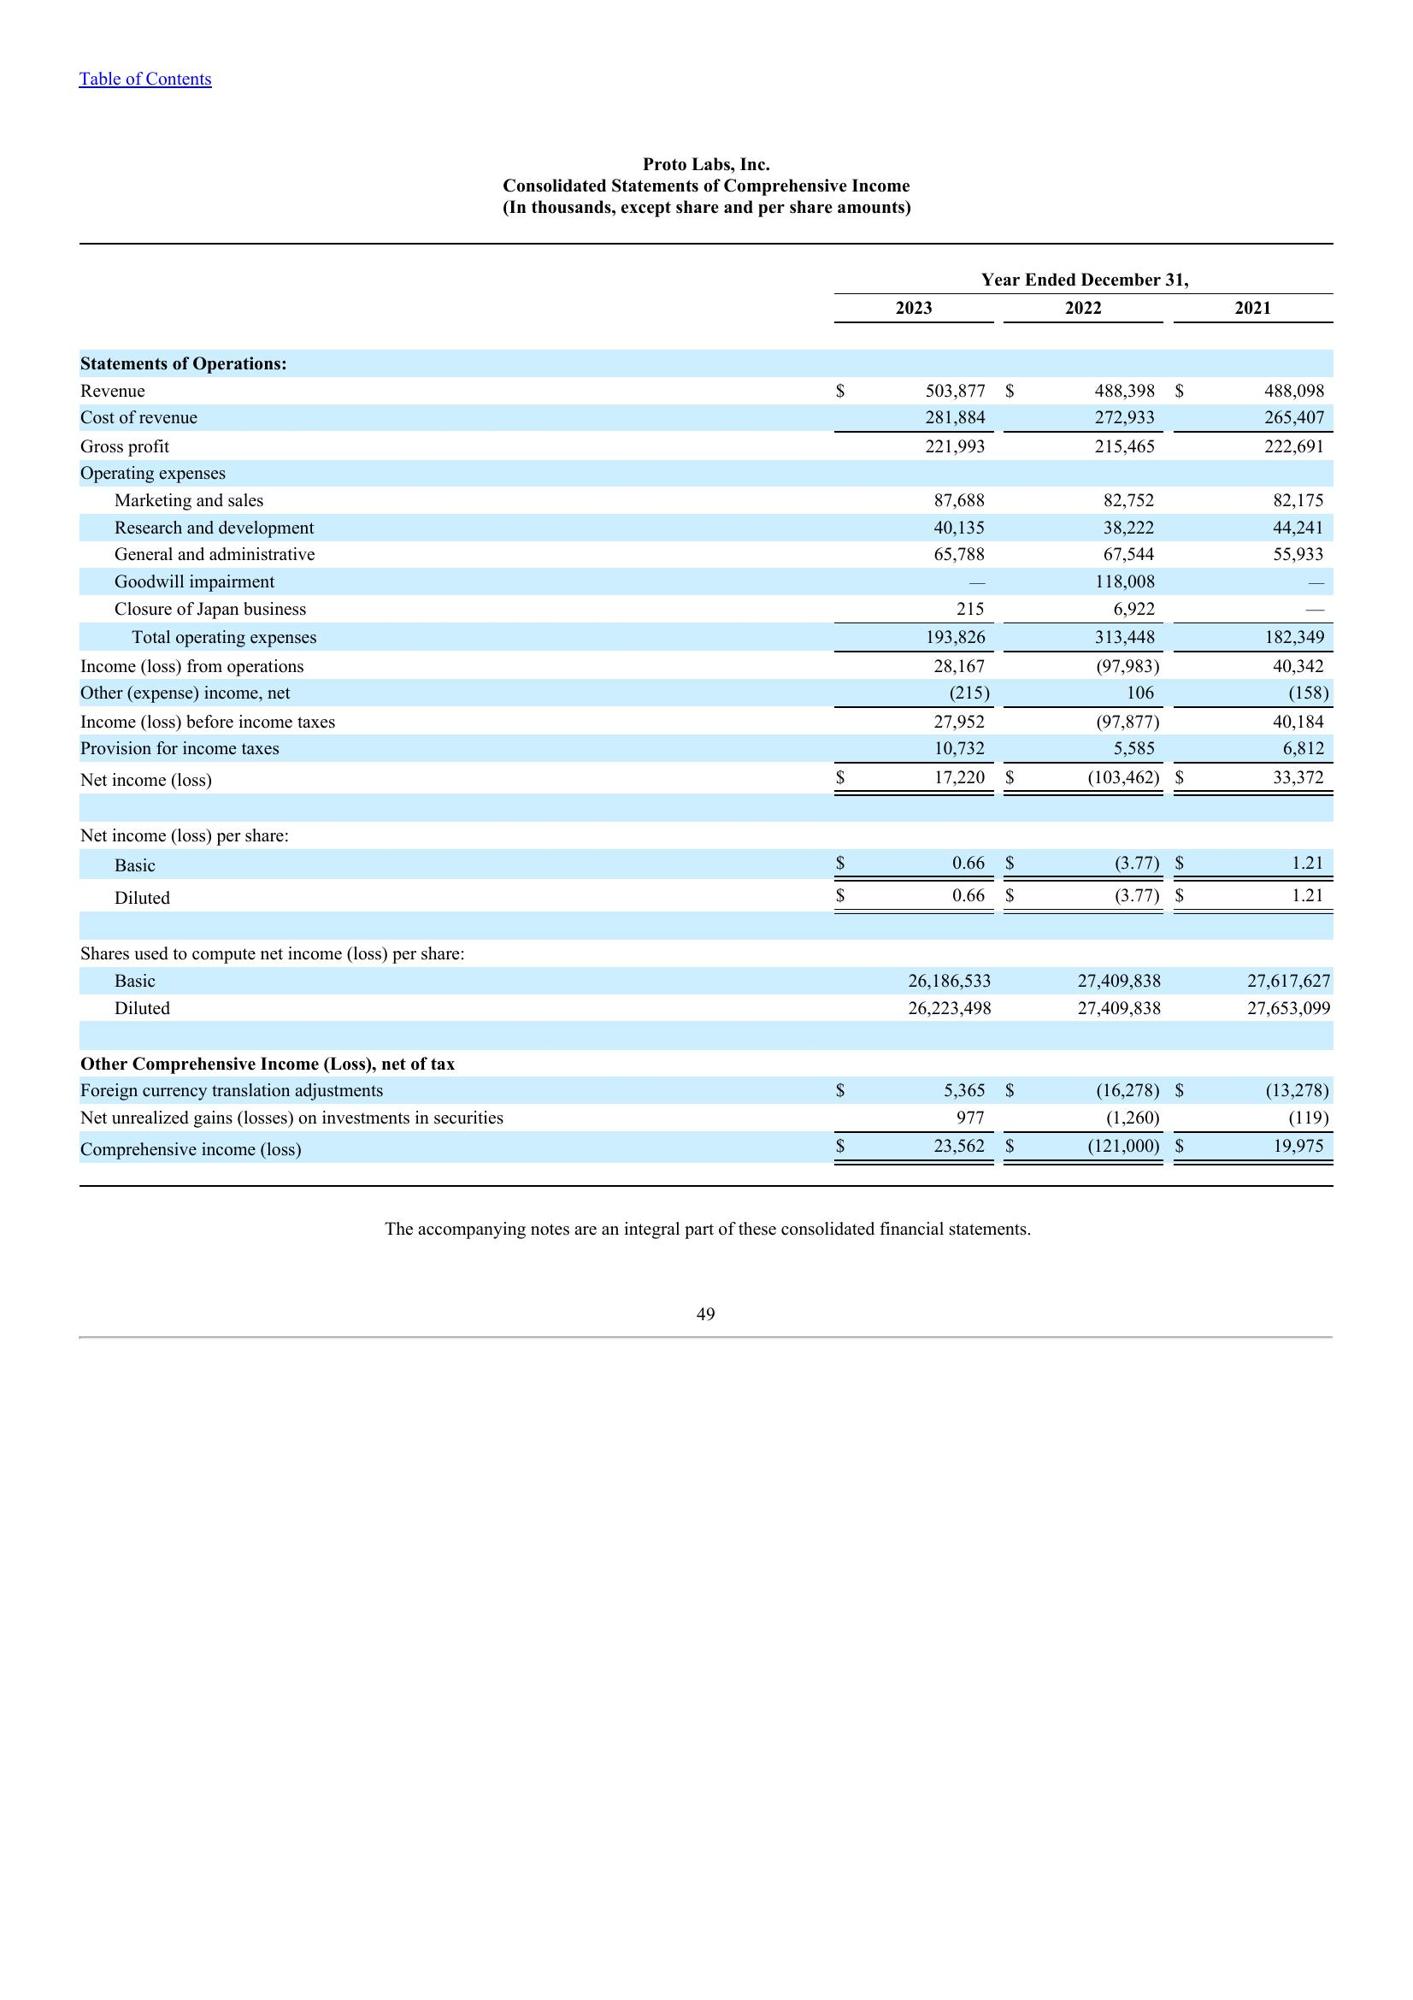 Table of Contents
Proto Labs, Inc.
Consolidated Statements of Comprehensive Income
(In thousands, except share and per share amounts)
Year Ended December 31,
2023 2022 2021
Statements of Operations:
Revenue $ 503,877 $ 488,398 $ 488,098
Cost of revenue 281,884 272,933 265,407
Gross profit 221,993 215,465 222,691
Operating expenses
Marketing and sales 87,688 82,752 82,175
Research and development 40,135 38,222 44,241
General and administrative 65,788 67,544 55,933
Goodwill impairment — 118,008 —
Closure of Japan business 215 6,922 —
Total operating expenses 193,826 313,448 182,349
Income (loss) from operations 28,167 (97,983) 40,342
Other (expense) income, net (215) 106 (158)
Income (loss) before income taxes 27,952 (97,877) 40,184
Provision for income taxes 10,732 5,585 6,812
Net income (loss) $ 17,220 $ (103,462) $ 33,372
Net income (loss) per share:
Basic $ 0.66 $ (3.77) $ 1.21
Diluted $ 0.66 $ (3.77) $ 1.21
Shares used to compute net income (loss) per share:
Basic 26,186,533 27,409,838 27,617,627
Diluted 26,223,498 27,409,838 27,653,099
Other Comprehensive Income (Loss), net of tax
Foreign currency translation adjustments $ 5,365 $ (16,278) $ (13,278)
Net unrealized gains (losses) on investments in securities 977 (1,260) (119)
Comprehensive income (loss) $ 23,562 $ (121,000) $ 19,975
The accompanying notes are an integral part of these consolidated financial statements.
49